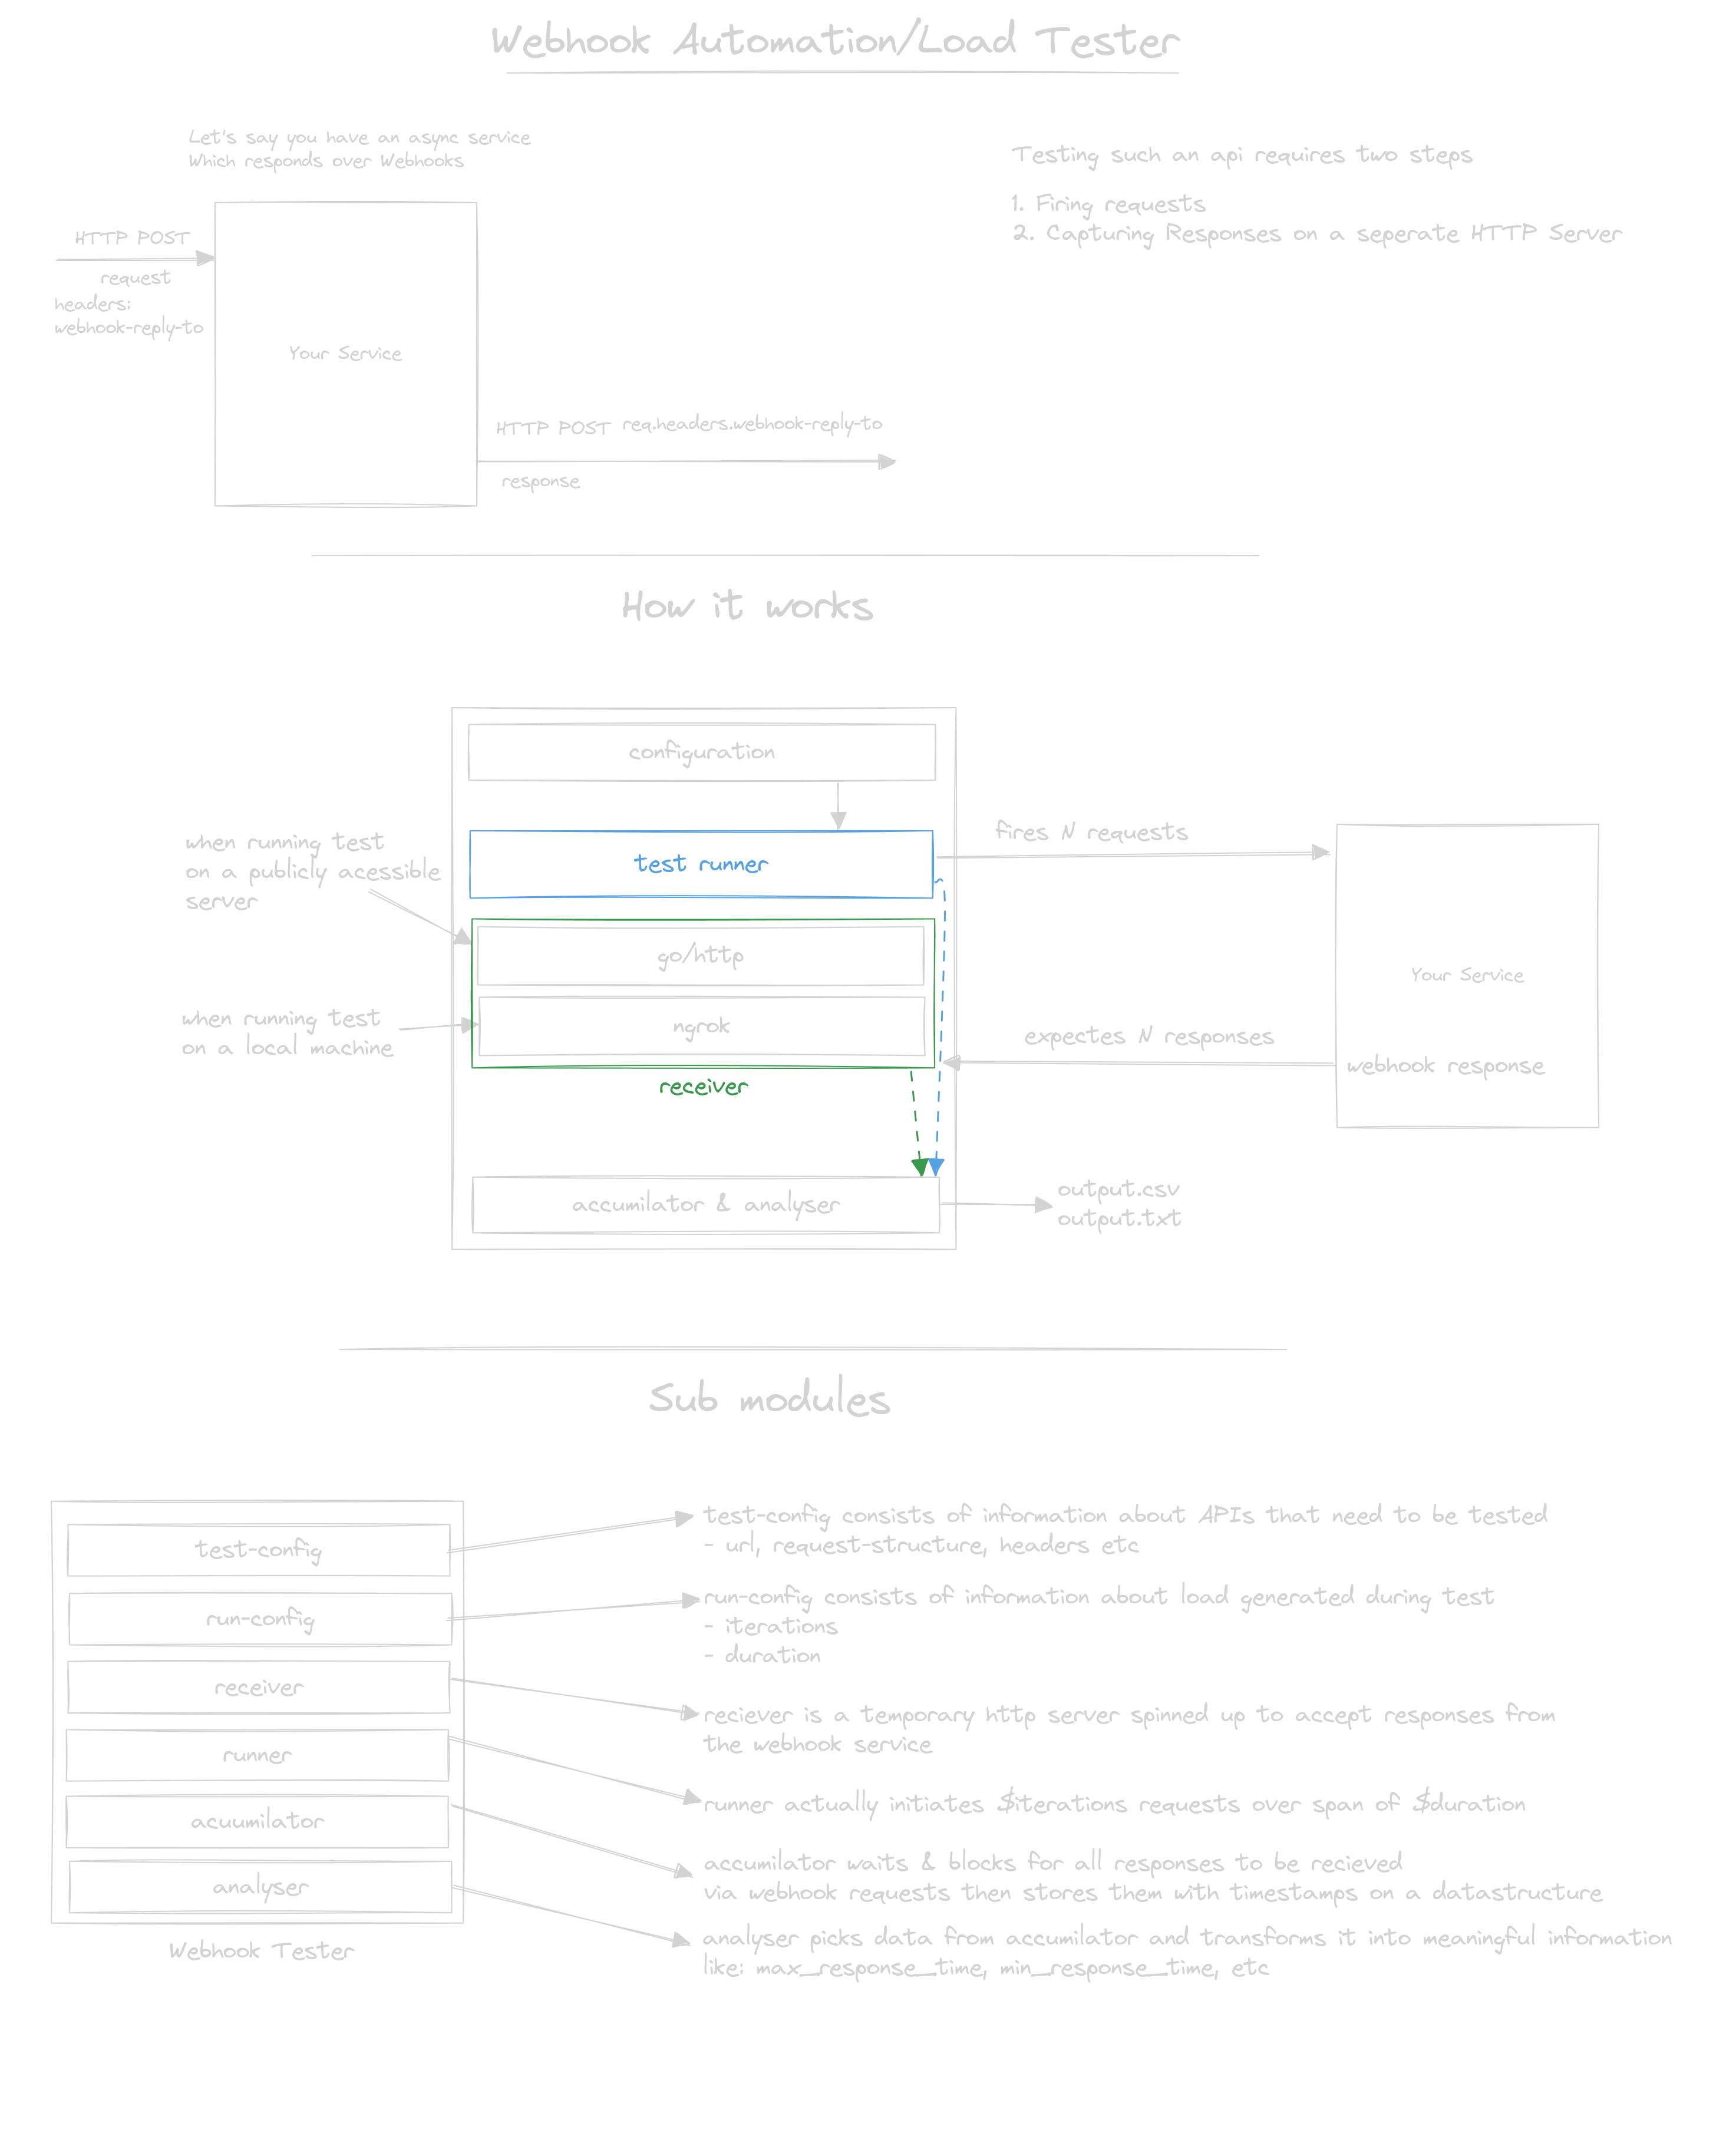 Webhook Automation/Load Tester
Let's say you have an async service
Which responds over Webhooks
Testing such an api requires two steps
1. Firing requests
2. Capturing Responses on a seperate HTTP Server
HTTP POST
request
headers:
webhook-reply-to
Your Service
HTTP POST req.headers.webhook-reply-to
response
How it works
configuration
test runner
fires N requests
when running test
on a publicly acessible
server
go/http
ngrok
receiver
when running test
on a local machine
Your Service
expectes N responses
webhook response
accumilator & analyser
output.csv
output.txt
Sub modules
test-config
run-config
receiver
runner
acuumilator
analyser
Webhook Tester
test-config consists of information about APIs that need to be tested
- url, request-structure, headers etc
run-config consists of information about load generated during test
- iterations
- duration
reciever is a temporary http server spinned up to accept responses from
the webhook service
runner actually initiates $iterations requests over span of $duration
accumilator waits & blocks for all responses to be recieved
via webhook requests then stores them with timestamps on a datastructure
analyser picks data from accumilator and transforms it into meaningful information
like: max_response_time, min_response_time, etc